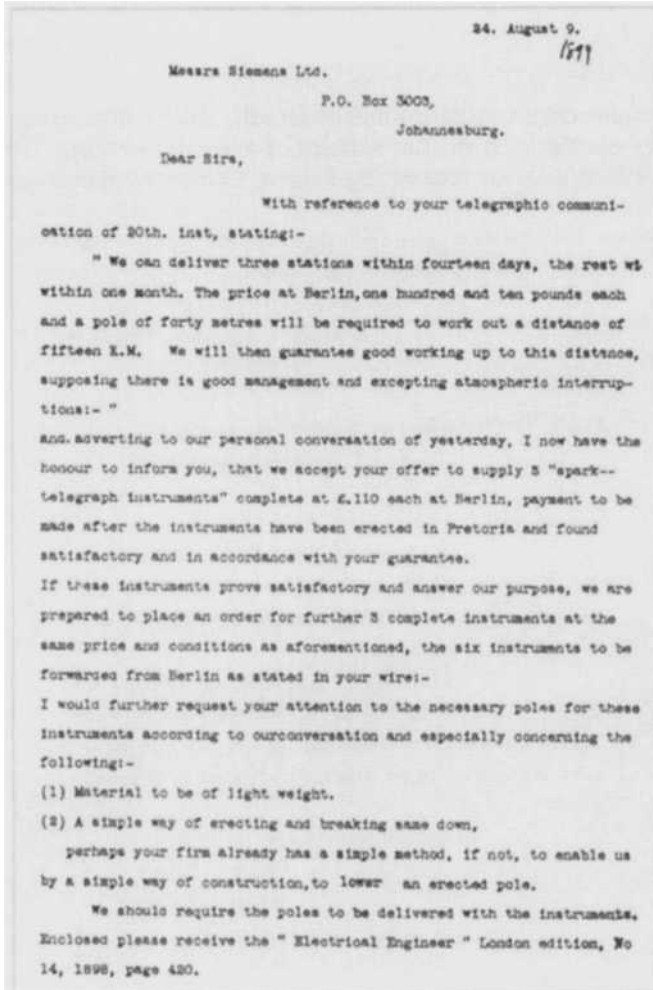 24. August 9.
1899
Messrs Siemens Ltd.
P.O. Box 3003,
Johannesburg.
Dear Sirs,
With reference to your telegraphic communi-
cation of 20th. inst, stating:-
" We can deliver three stations within fourteen days, the rest wi
within one month. The price at Berlin,one hundred and ten pounds each
and a pole of forty metres will be required to work out a distance of
fifteen K.M. We will then guarantee good working up to this distance,
supposing there is good management and excepting atmospheric interrup-
tions:- "
and.adverting to our personal conversation of yesterday, I now have the
honour to inform you, that we accept your offer to supply 3 "spark--
telegraph instruments" complete at £.110 each at Berlin, payment to be
made after the instruments have been erected in Pretoria and found
satisfactory and in accordance with your guarantee.
If these instruments prove satisfactory and answer our purpose, we are
prepared to place an order for further 3 complete instruments at the
same price and conditions as aforementioned, the six instruments to be
forwarded from Berlin as stated in your wire:-
I would further request your attention to the necessary poles for these
instruments according to ourconversation and especially concerning the
following:-
(1) Material to be of light weight.
(2) A simple way of erecting and breaking same down,
perhaps your firm already has a simple method, if not, to enable us
by a simple way of construction,to lower an erected pole.
We should require the poles to be delivered with the instruments.
Enclosed please receive the " Electrical Engineer " London edition, No
14, 1898, page 420.